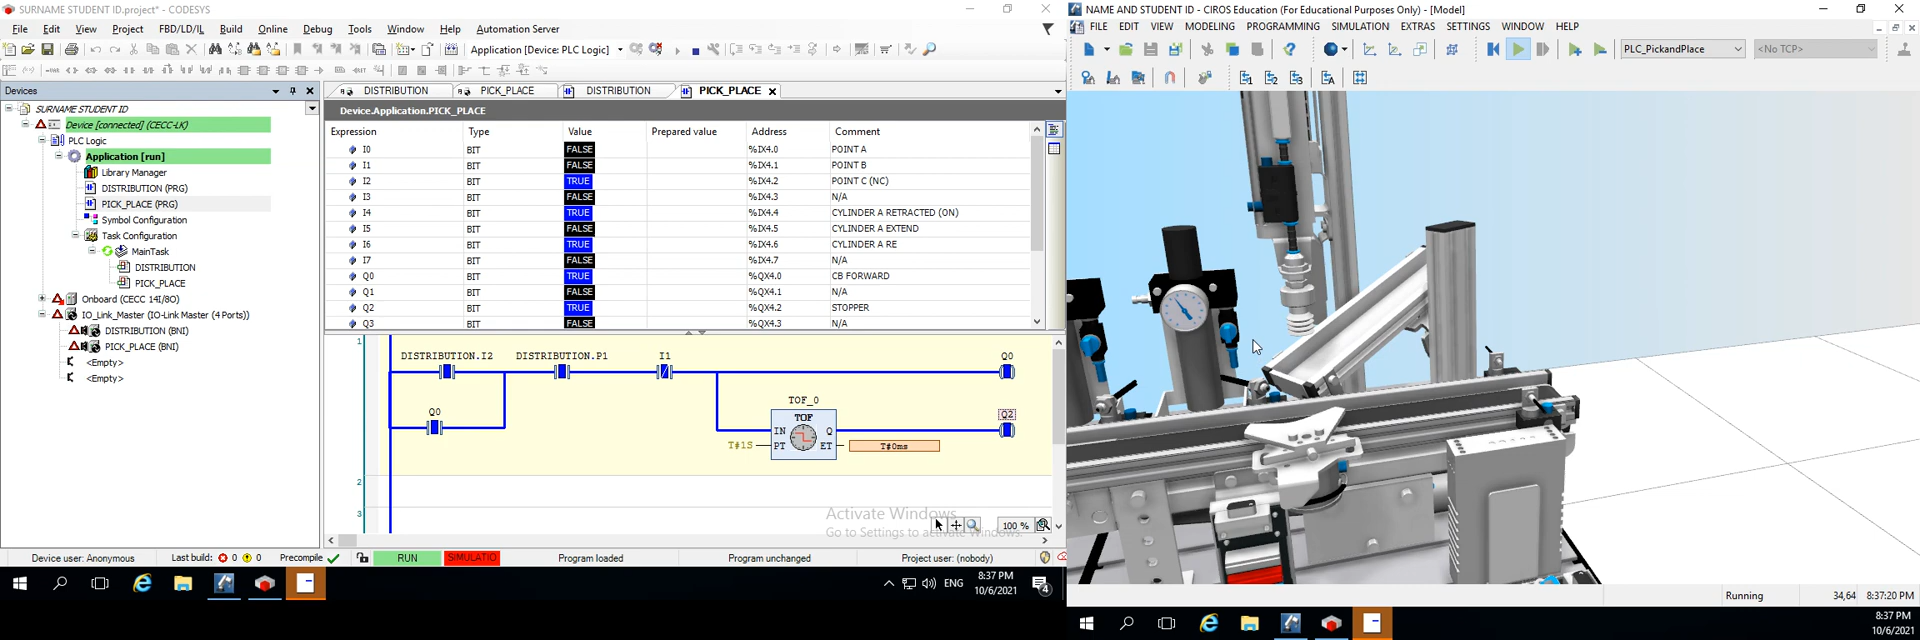 SURNAME STUDENT ID.project* - CODESYS
File Edit View Project FBD/LD/IL Build Online Debug Tools Window Help Automation Server
Application [Device: PLC Logic]
Devices
SURNAME STUDENT ID
Device [connected] (CECC-LK)
PLC Logic
Application [run]
Library Manager
DISTRIBUTION (PRG)
PICK_PLACE (PRG)
Symbol Configuration
Task Configuration
MainTask
DISTRIBUTION
PICK_PLACE
Onboard (CECC 14I/8O)
IO_Link_Master (IO-Link Master (4 Ports))
DISTRIBUTION (BNI)
PICK_PLACE (BNI)
<Empty>
<Empty>
DISTRIBUTION PICK_PLACE DISTRIBUTION PICK_PLACE
Device.Application.PICK_PLACE
Expression Type Value Prepared value Address Comment
I0 BIT FALSE %IX4.0 POINT A
I1 BIT FALSE %IX4.1 POINT B
I2 BIT TRUE %IX4.2 POINT C (NC)
I3 BIT FALSE %IX4.3 N/A
I4 BIT TRUE %IX4.4 CYLINDER A RETRACTED (ON)
I5 BIT FALSE %IX4.5 CYLINDER A EXTEND
I6 BIT TRUE %IX4.6 CYLINDER A RE
I7 BIT FALSE %IX4.7 N/A
Q0 BIT TRUE %QX4.0 CB FORWARD
Q1 BIT FALSE %QX4.1 N/A
Q2 BIT TRUE %QX4.2 STOPPER
Q3 BIT FALSE %QX4.3 N/A
1
DISTRIBUTION.I2 DISTRIBUTION.P1 I1 Q0
Q0 TOF_0 Q2
TOF
IN Q
T#1S PT ET T#0ms
2
3
Activate Windows
Go to Settings to activate Windows.
100 %
Device user: Anonymous Last build: 0 0 Precompile RUN SIMULATIO Program loaded Program unchanged Project user: (nobody)
ENG 8:37 PM
10/6/2021
4
NAME AND STUDENT ID - CIROS Education (For Educational Purposes Only) - [Model]
FILE EDIT VIEW MODELING PROGRAMMING SIMULATION EXTRAS SETTINGS WINDOW HELP
PLC_PickandPlace <No TCP>
Running 34,64 8:37:20 PM
8:37 PM
10/6/2021